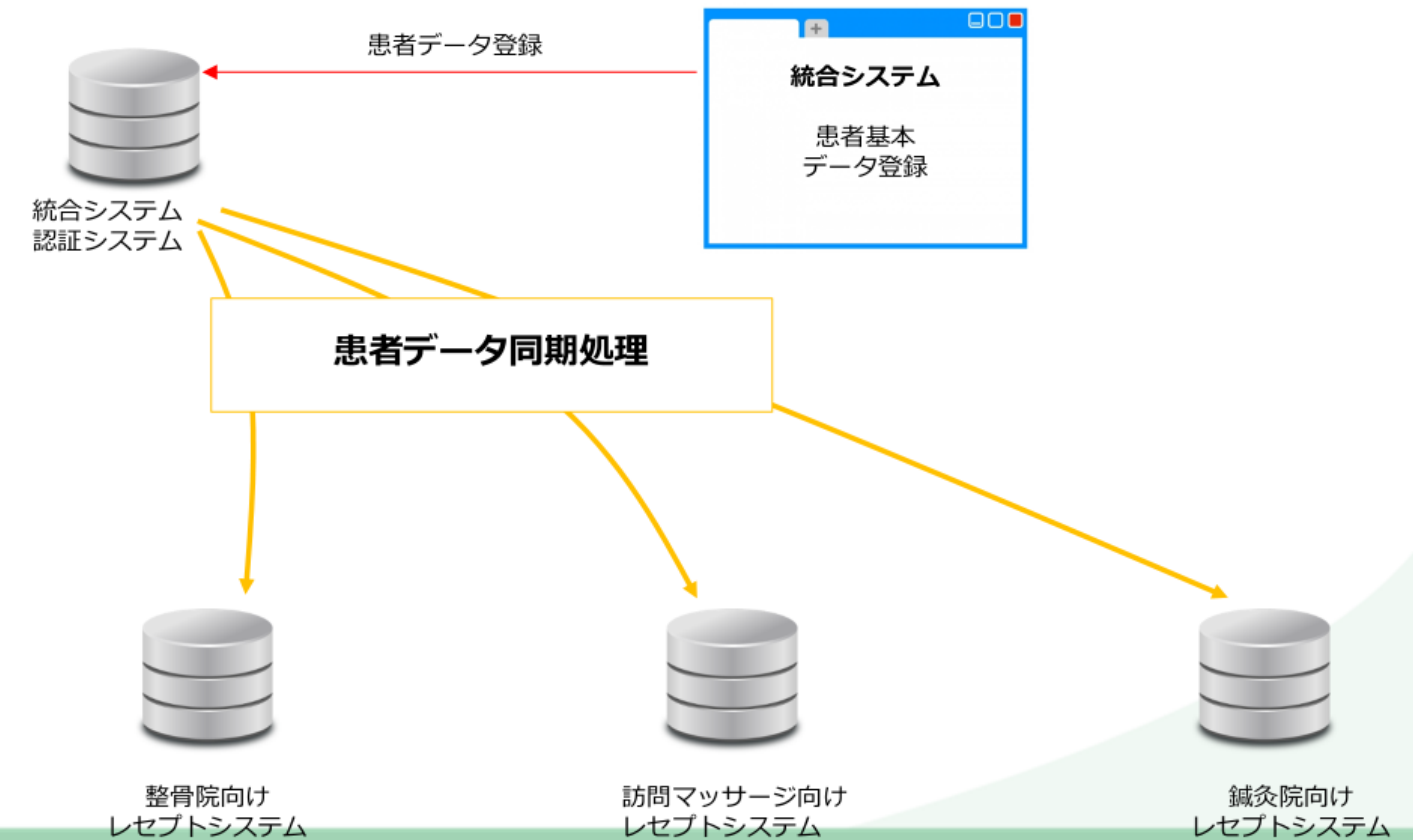 患者データ登録
統合システム
患者基本
データ登録
統合システム
認証システム
患者データ同期処理
整骨院向け
レセプトシステム
訪問マッサージ向け
レセプトシステム
鍼灸院向け
レセプトシステム